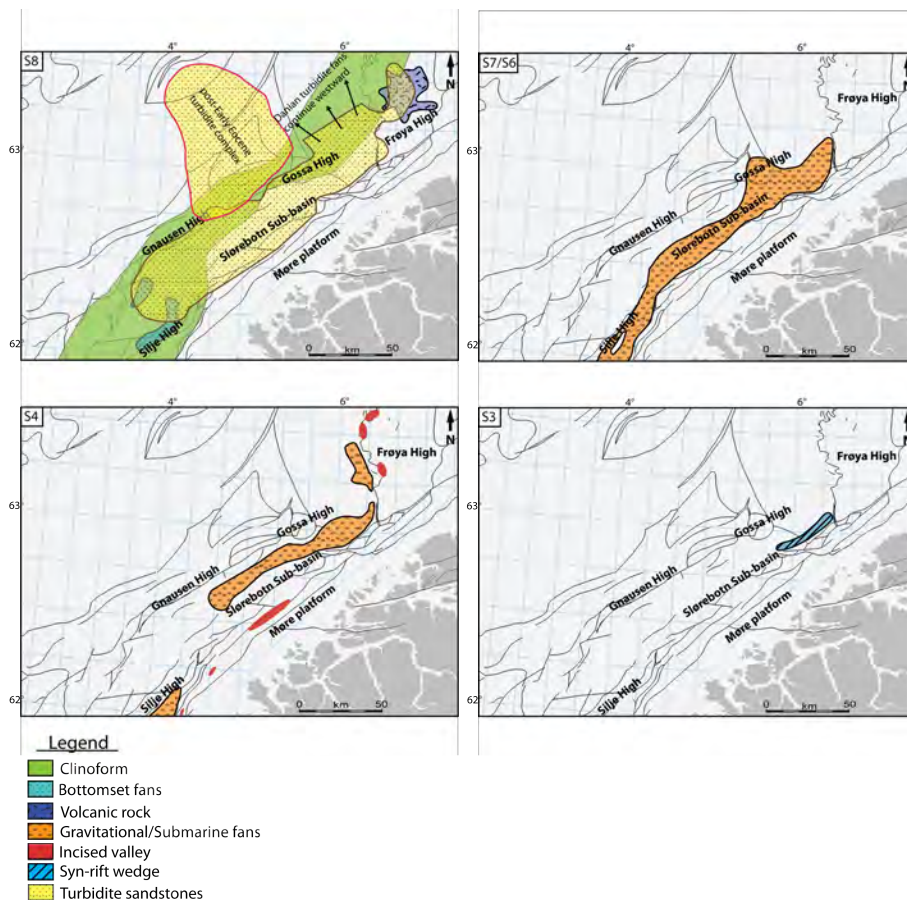 4°
6°
S8
N
post-Early Eocene
turbidite complex
Danian turbidite fans
continue westward
Frøya High
63°
Gossa High
Gnausen High
Slørebotn Sub-basin
Møre platform
Silje High
62°
0 km 50
4°
6°
S7/S6
N
Frøya High
63°
Gossa High
Gnausen High
Slørebotn Sub-basin
Møre platform
Silje High
62°
0 km 50
4°
6°
S4
N
Frøya High
63°
Gossa High
Gnausen High
Slørebotn Sub-basin
Møre platform
Silje High
62°
0 km 50
4°
6°
S3
N
Frøya High
63°
Gossa High
Gnausen High
Slørebotn Sub-basin
Møre platform
Silje High
62°
0 km 50
Legend
Clinoform
Bottomset fans
Volcanic rock
Gravitational/Submarine fans
Incised valley
Syn-rift wedge
Turbidite sandstones